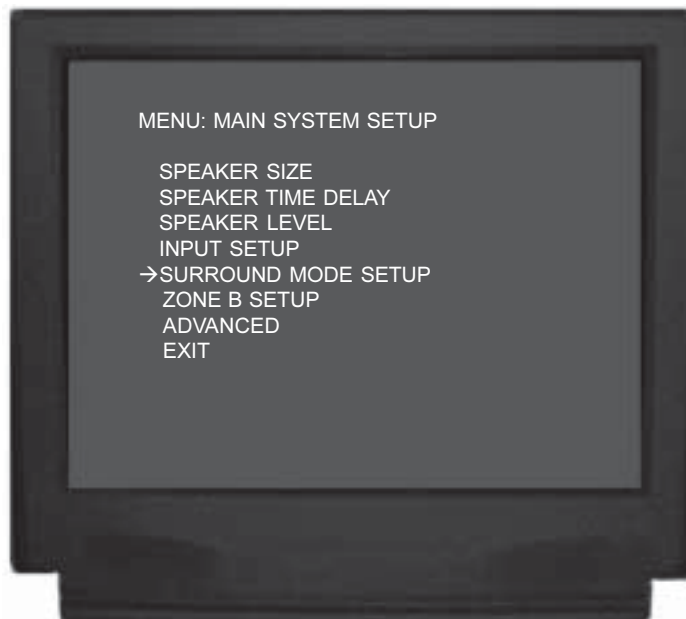 MENU: MAIN SYSTEM SETUP
SPEAKER SIZE
SPEAKER TIME DELAY
SPEAKER LEVEL
INPUT SETUP
→SURROUND MODE SETUP
ZONE B SETUP
ADVANCED
EXIT